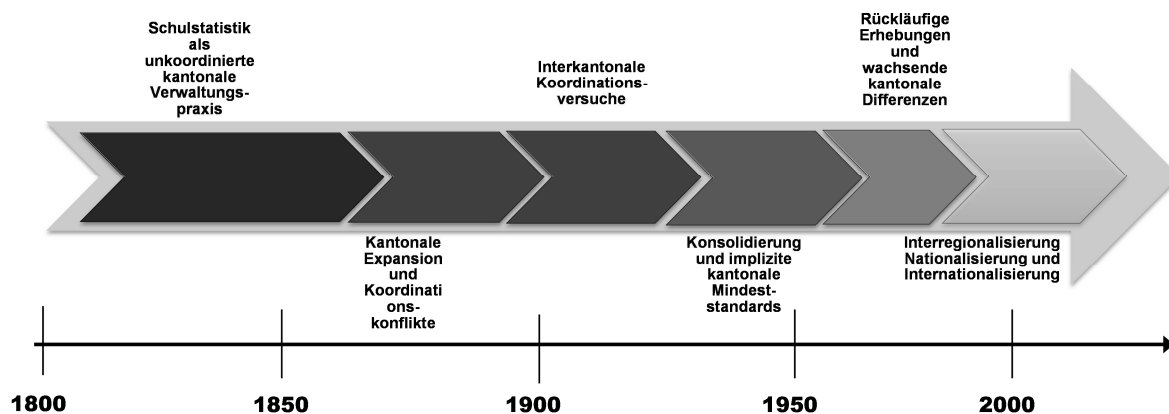 Schulstatistik
als
unkoordinierte
kantonale
Verwaltungs-
praxis
Interkantonale
Koordinations-
versuche
Rückläufige
Erhebungen
und
wachsende
kantonale
Differenzen
Kantonale
Expansion
und
Koordinati
ons-
konflikte
Konsolidierung
und implizite
kantonale
Mindest-
standards
Interregionalisierung
Nationalisierung und
Internationalisierung
1800
1850
1900
1950
2000